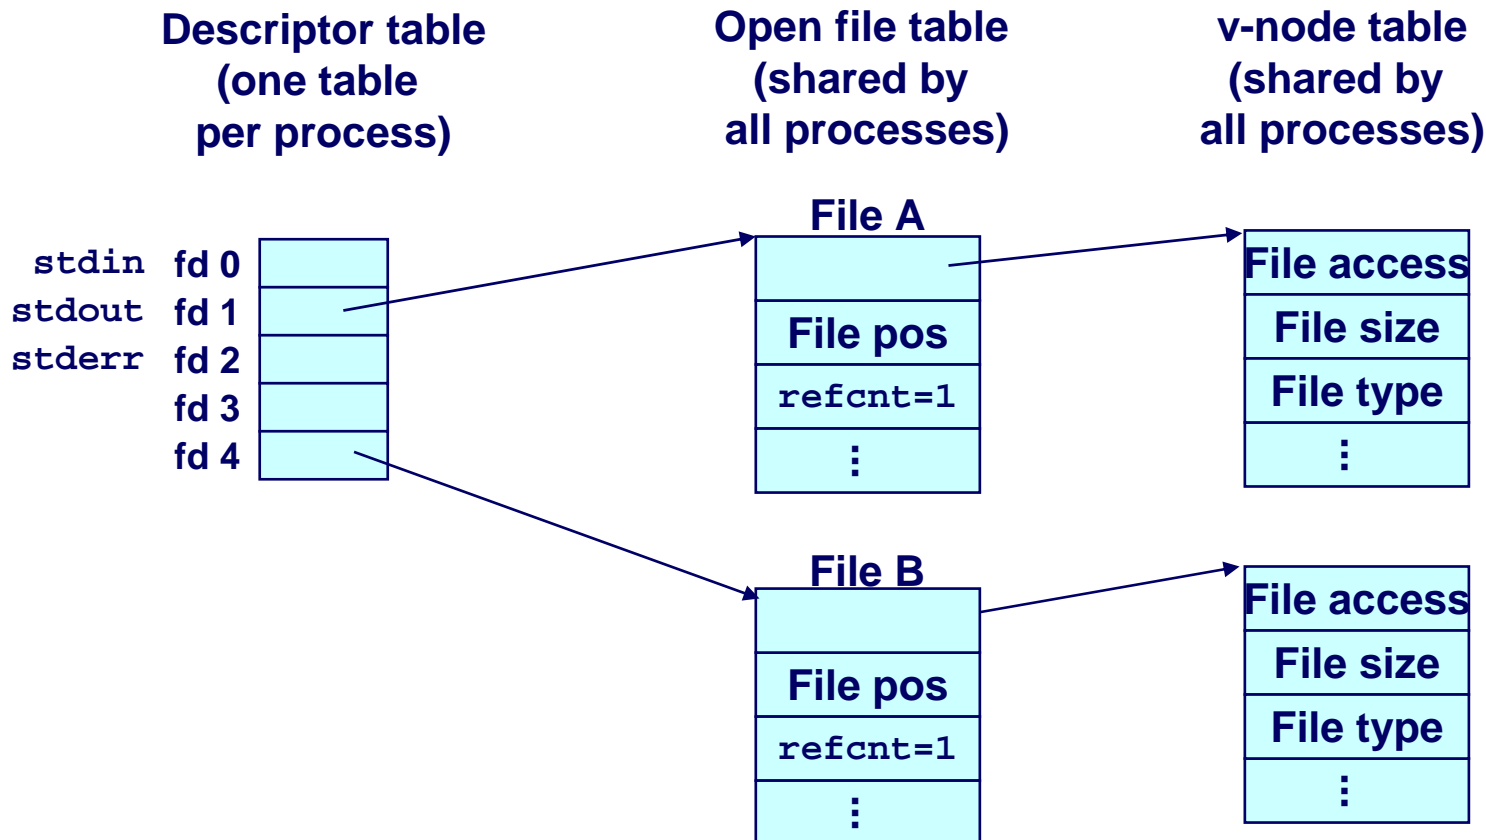 Descriptor table
(one table
per process)
Open file table
(shared by
all processes)
v-node table
(shared by
all processes)
stdin fd 0
stdout fd 1
stderr fd 2
fd 3
fd 4
File A
File pos
refcnt=1
⋮
File access
File size
File type
⋮
File B
File pos
refcnt=1
⋮
File access
File size
File type
⋮